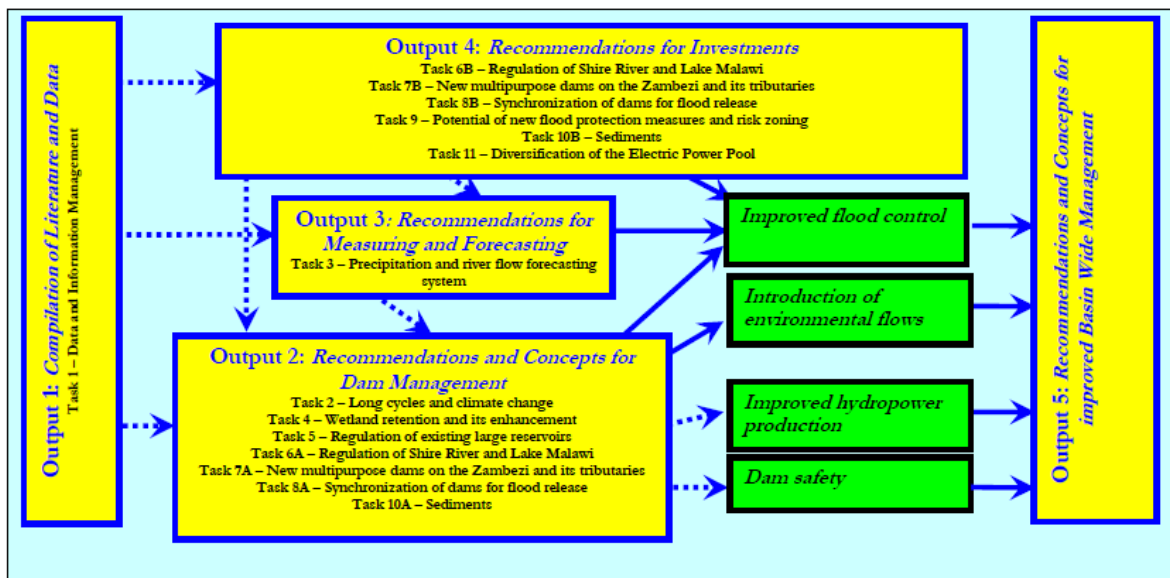 Output 1: Compilation of Literature and Data
Task 1 – Data and Information Management
Output 4: Recommendations for Investments
Task 6B – Regulation of Shire River and Lake Malawi
Task 7B – New multipurpose dams on the Zambezi and its tributaries
Task 8B – Synchronization of dams for flood release
Task 9 – Potential of new flood protection measures and risk zoning
Task 10B – Sediments
Task 11 – Diversification of the Electric Power Pool
Output 3: Recommendations for
Measuring and Forecasting
Task 3 – Precipitation and river flow forecasting
system
Output 2: Recommendations and Concepts for
Dam Management
Task 2 – Long cycles and climate change
Task 4 – Wetland retention and its enhancement
Task 5 – Regulation of existing large reservoirs
Task 6A – Regulation of Shire River and Lake Malawi
Task 7A – New multipurpose dams on the Zambezi and its tributaries
Task 8A – Synchronization of dams for flood release
Task 10A – Sediments
Improved flood control
Introduction of
environmental flows
Improved hydropower
production
Dam safety
Output 5: Recommendations and Concepts for
improved Basin Wide Management